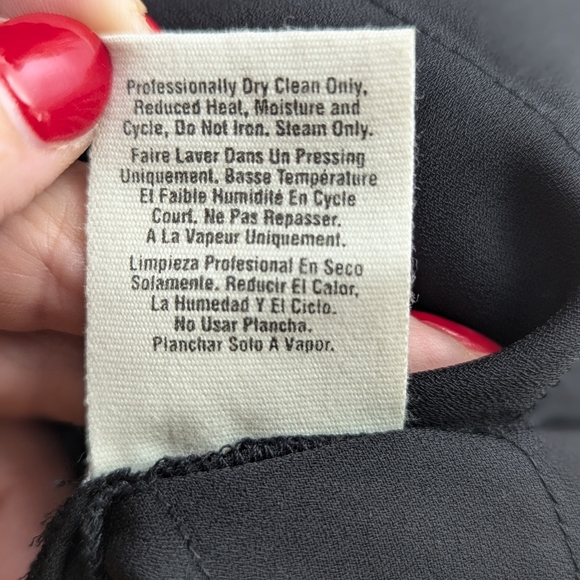 Professionally Dry Clean Only,
Reduced Heat, Moisture and
Cycle, Do Not Iron. Steam Only.
Faire Laver Dans Un Pressing
Uniquement. Basse Température
Et Faible Humidité En Cycle
Court. Ne Pas Repasser.
A La Vapeur Uniquement.
Limpieza Profesional En Seco
Solamente. Reducir El Calor,
La Humedad Y El Ciclo.
No Usar Plancha.
Planchar Solo A Vapor.